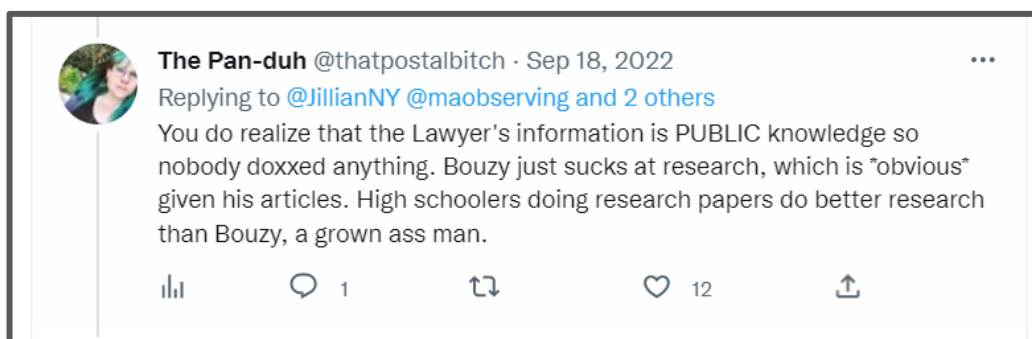 The Pan-duh @thatpostalbitch · Sep 18, 2022
Replying to @JillianNY @maobserving and 2 others
You do realize that the Lawyer's information is PUBLIC knowledge so
nobody doxxed anything. Bouzy just sucks at research, which is *obvious*
given his articles. High schoolers doing research papers do better research
than Bouzy, a grown ass man.
1 12